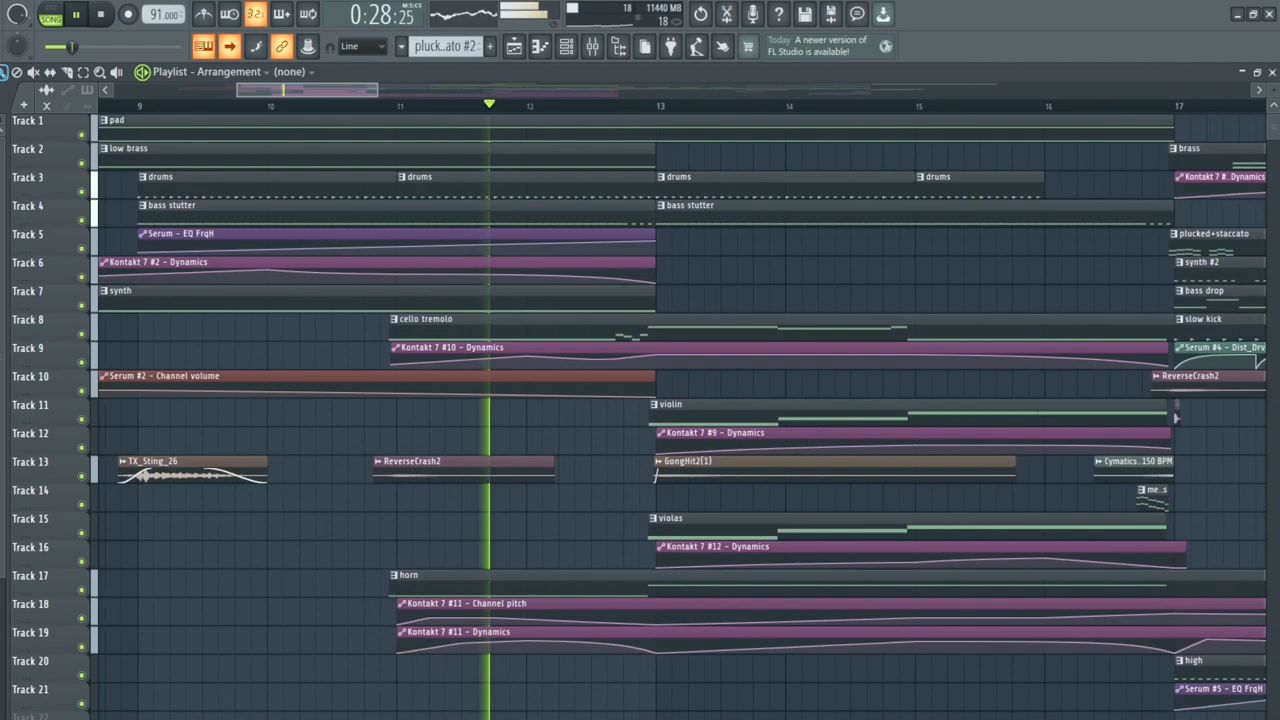 SONG
91.000
3.2.
0:28:25
M:S:CS
18
11440 MB
18
Line
pluck..ato #2
Today A newer version of
FL Studio is available!
Playlist - Arrangement (none)
9 10 11 12 13 14 15 16 17
Track 1 pad
Track 2 low brass brass
Track 3 drums drums drums drums Kontakt 7 #..Dynamics
Track 4 bass stutter bass stutter
Track 5 Serum - EQ FrqH plucked+staccato
Track 6 Kontakt 7 #2 - Dynamics synth #2
Track 7 synth bass drop
Track 8 cello tremolo slow kick
Track 9 Kontakt 7 #10 - Dynamics Serum #4 - Dist_Drv
Track 10 Serum #2 - Channel volume ReverseCrash2
Track 11 violin
Track 12 Kontakt 7 #9 - Dynamics
Track 13 TX_Sting_26 ReverseCrash2 GongHit2(1) Cymatics..150 BPM
Track 14 me..s
Track 15 violas
Track 16 Kontakt 7 #12 - Dynamics
Track 17 horn
Track 18 Kontakt 7 #11 - Channel pitch
Track 19 Kontakt 7 #11 - Dynamics
Track 20 high
Track 21 Serum #5 - EQ FrqH
Track 22